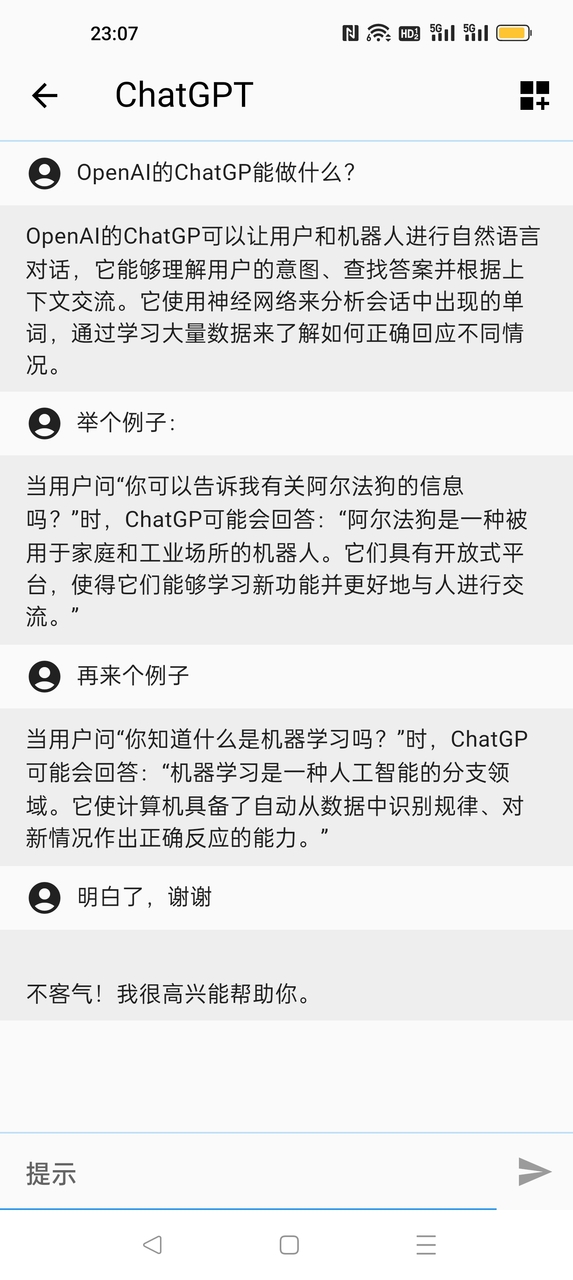 23:07
HD
5G
5G
ChatGPT
OpenAI的ChatGP能做什么？
OpenAI的ChatGP可以让用户和机器人进行自然语言
对话，它能够理解用户的意图、查找答案并根据上
下文交流。它使用神经网络来分析会话中出现的单
词，通过学习大量数据来了解如何正确回应不同情
况。
举个例子：
当用户问“你可以告诉我有关阿尔法狗的信息
吗？”时，ChatGP可能会回答：“阿尔法狗是一种被
用于家庭和工业场所的机器人。它们具有开放式平
台，使得它们能够学习新功能并更好地与人进行交
流。”
再来个例子
当用户问“你知道什么是机器学习吗？”时，ChatGP
可能会回答：“机器学习是一种人工智能的分支领
域。它使计算机具备了自动从数据中识别规律、对
新情况作出正确反应的能力。”
明白了，谢谢
不客气！我很高兴能帮助你。
提示